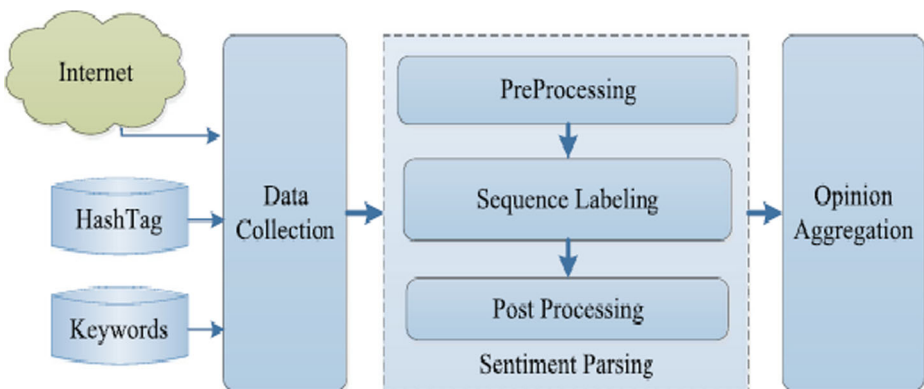 Internet
HashTag
Keywords
Data
Collection
PreProcessing
Sequence Labeling
Post Processing
Sentiment Parsing
Opinion
Aggregation